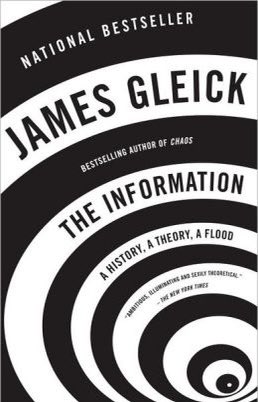 NATIONAL BESTSELLER
JAMES GLEICK
BESTSELLING AUTHOR OF CHAOS
THE INFORMATION
A HISTORY, A THEORY, A FLOOD
"AMBITIOUS, ILLUMINATING AND SEXILY THEORETICAL."
– THE NEW YORK TIMES